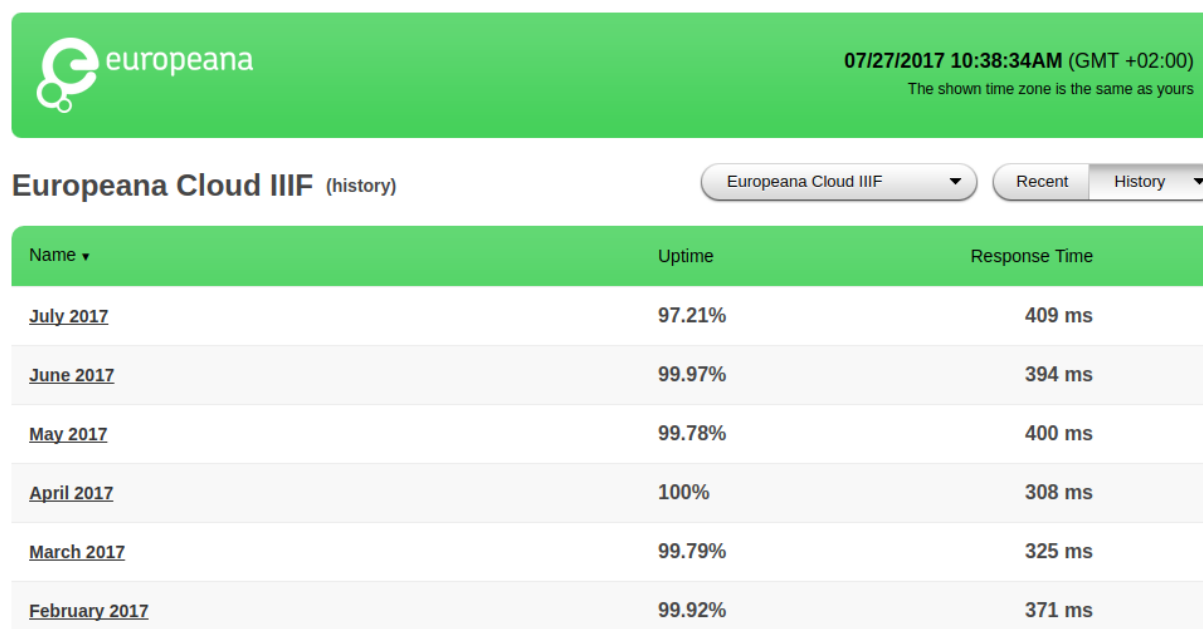 europeana
07/27/2017 10:38:34AM (GMT +02:00)
The shown time zone is the same as yours
Europeana Cloud IIIF (history)
Europeana Cloud IIIF
Recent
History
Name Uptime Response Time
July 2017 97.21% 409 ms
June 2017 99.97% 394 ms
May 2017 99.78% 400 ms
April 2017 100% 308 ms
March 2017 99.79% 325 ms
February 2017 99.92% 371 ms